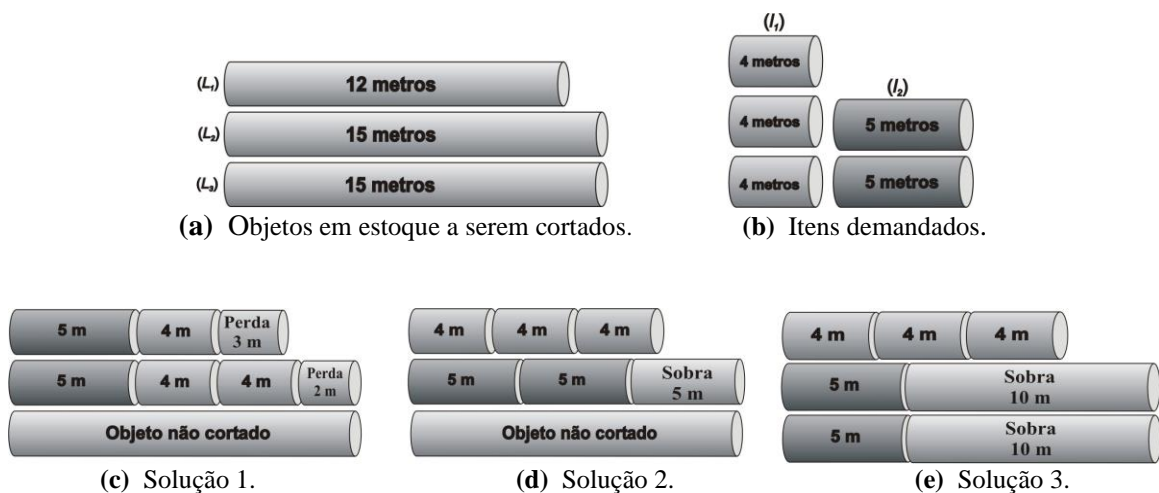 (L₁) 12 metros
(L₂) 15 metros
(L₃) 15 metros
(l₁)
4 metros
4 metros
4 metros
(l₂)
5 metros
5 metros
(a) Objetos em estoque a serem cortados.
(b) Itens demandados.
5 m 4 m Perda 3 m
5 m 4 m 4 m Perda 2 m
Objeto não cortado
(c) Solução 1.
4 m 4 m 4 m
5 m 5 m Sobra 5 m
Objeto não cortado
(d) Solução 2.
4 m 4 m 4 m
5 m Sobra 10 m
5 m Sobra 10 m
(e) Solução 3.